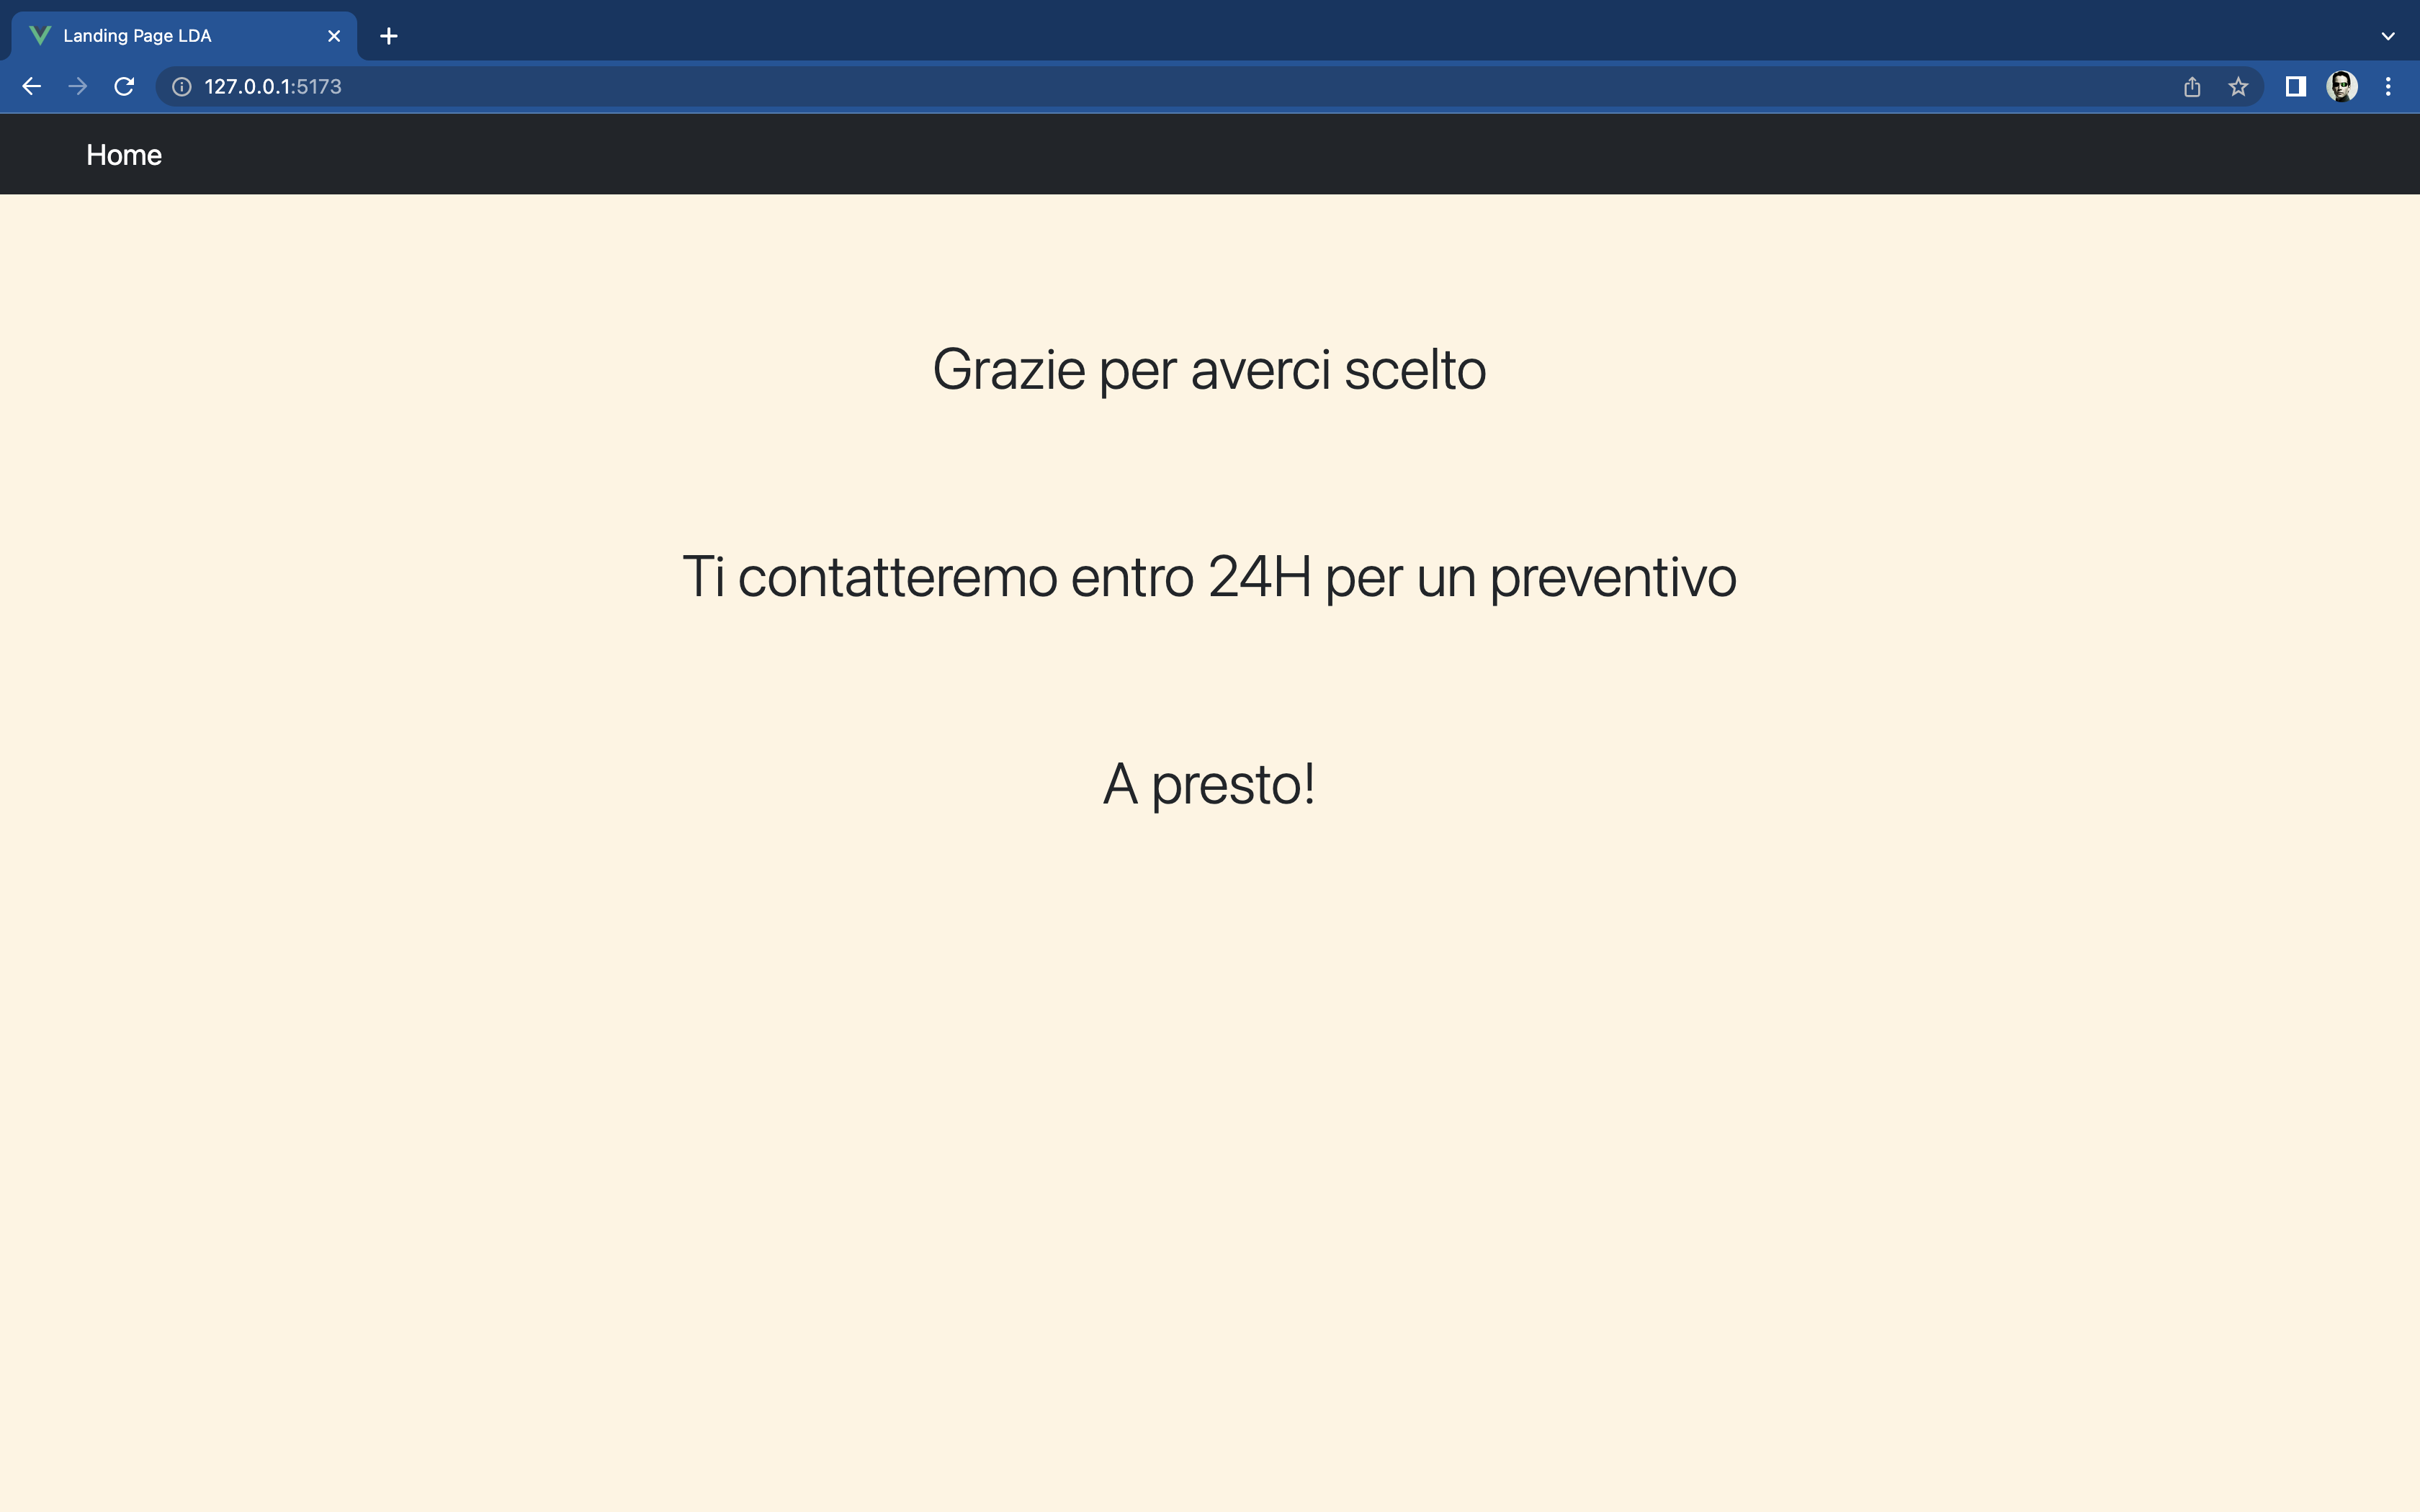 Landing Page LDA
127.0.0.1:5173
Home
Grazie per averci scelto
Ti contatteremo entro 24H per un preventivo
A presto!